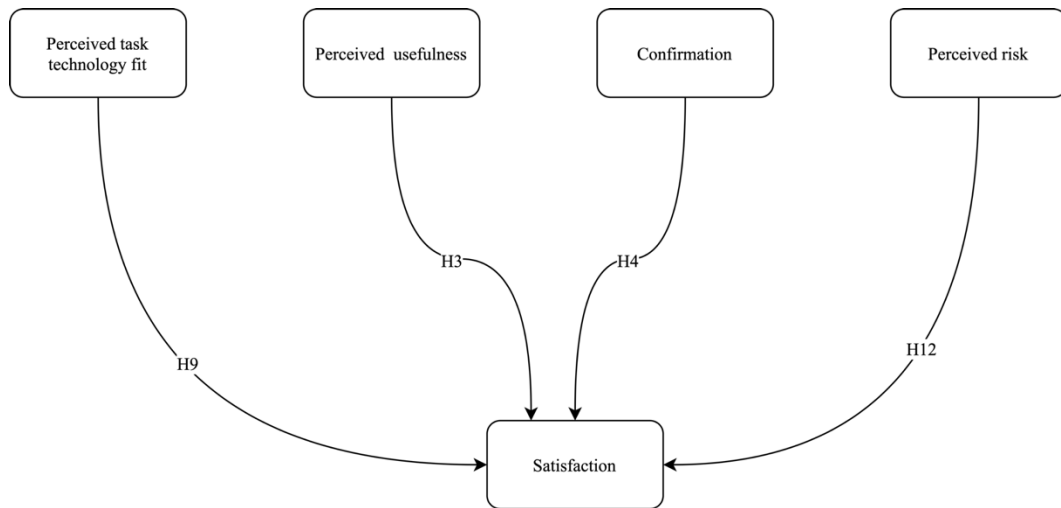 Perceived task
technology fit
Perceived usefulness
Confirmation
Perceived risk
H3
H4
H9
H12
Satisfaction